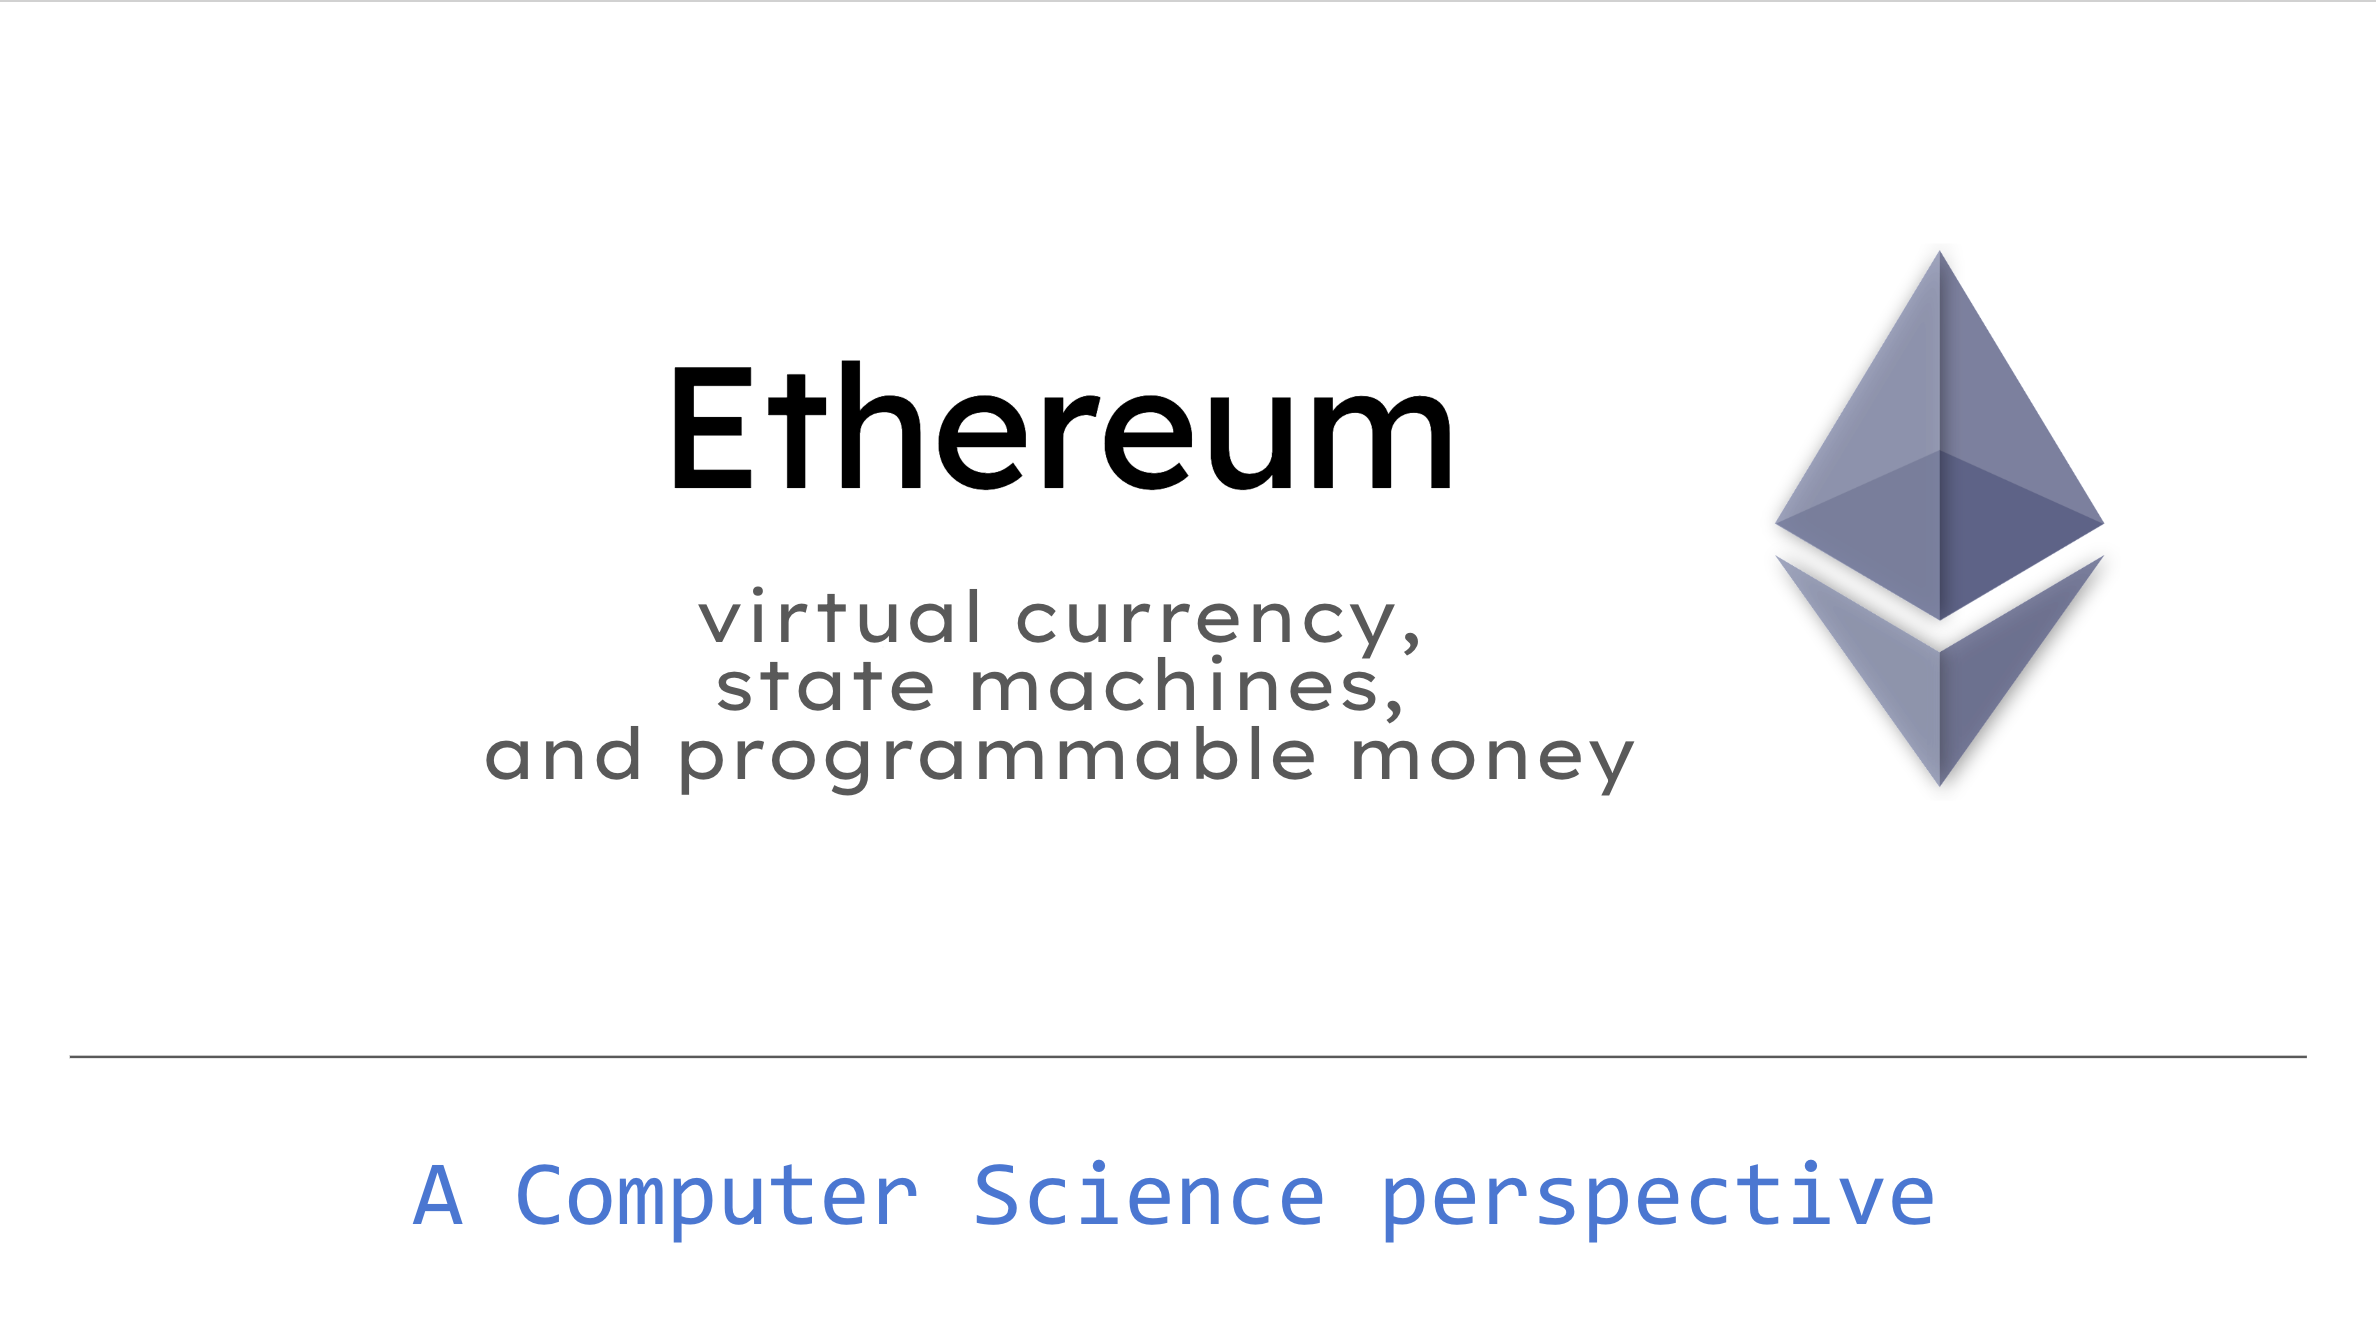 Ethereum
virtual currency,
state machines,
and programmable money
A Computer Science perspective